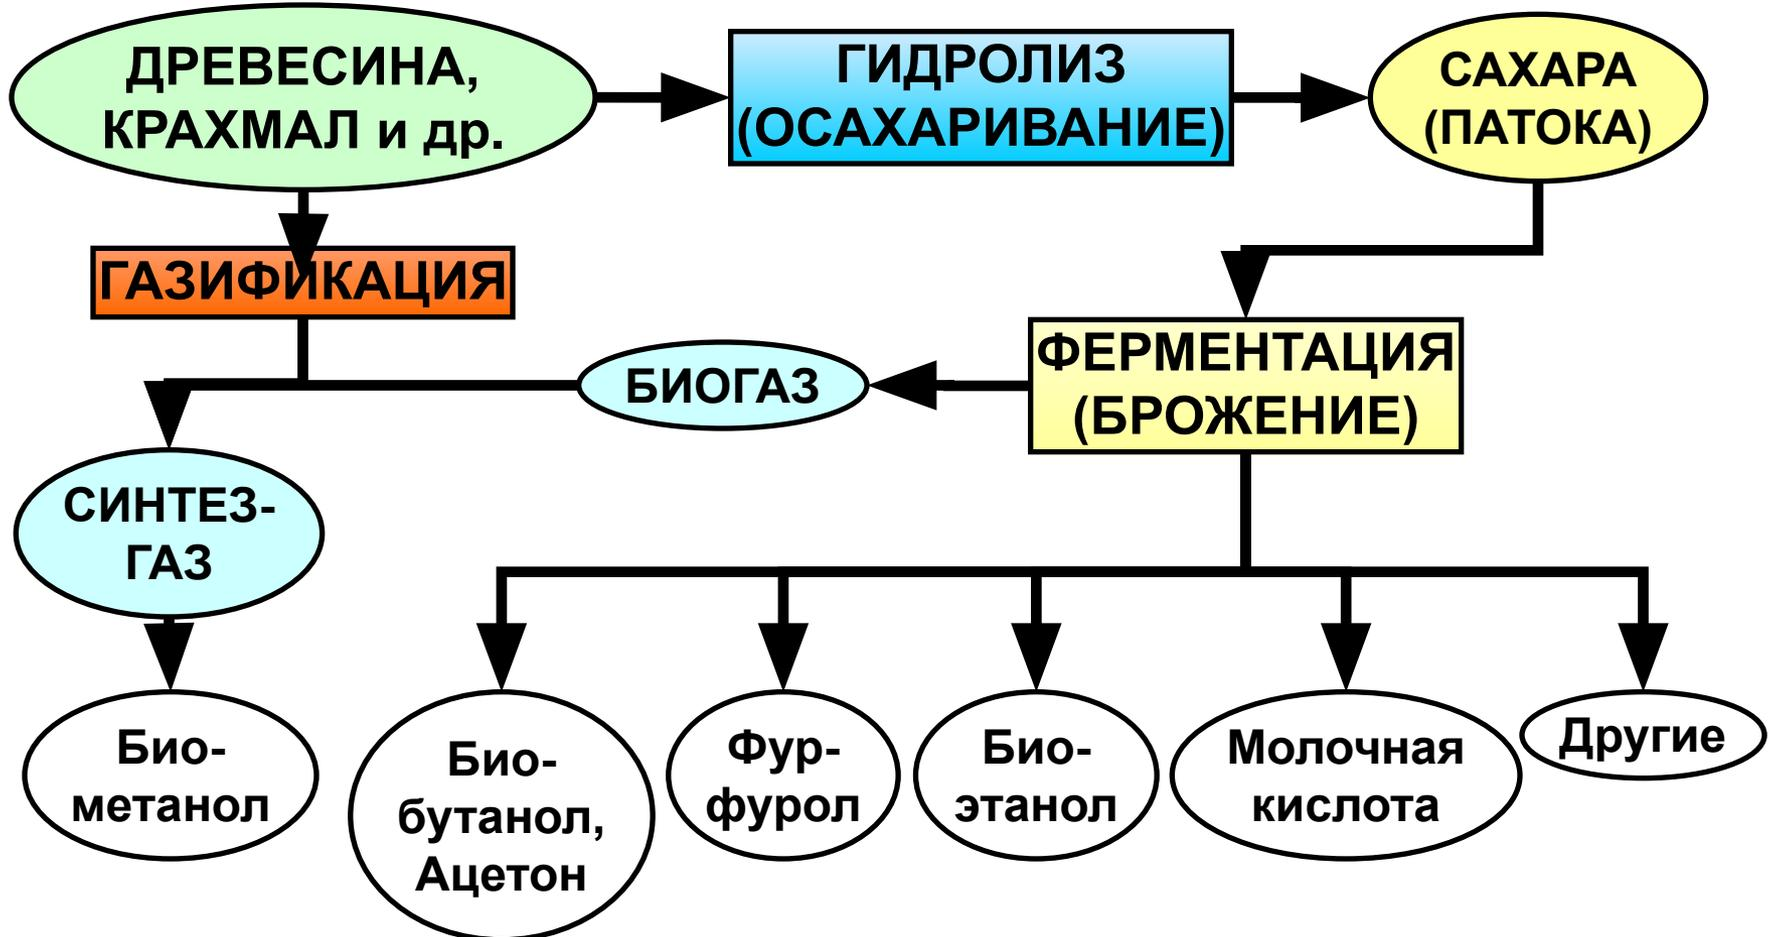 ДРЕВЕСИНА,
КРАХМАЛ и др.
ГИДРОЛИЗ
(ОСАХАРИВАНИЕ)
САХАРА
(ПАТОКА)
ГАЗИФИКАЦИЯ
БИОГАЗ
ФЕРМЕНТАЦИЯ
(БРОЖЕНИЕ)
СИНТЕЗ-
ГАЗ
Био-
метанол
Био-
бутанол,
Ацетон
Фур-
фурол
Био-
этанол
Молочная
кислота
Другие